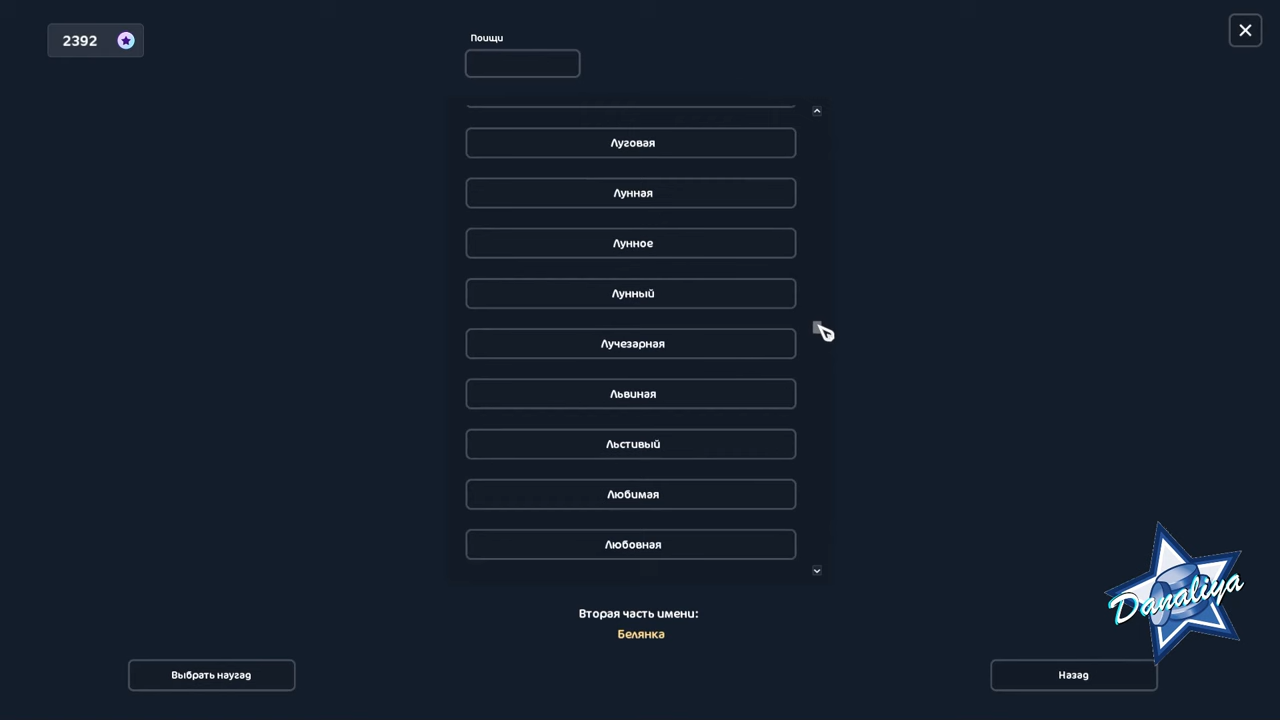 2392
Поищи
Луговая
Лунная
Лунное
Лунный
Лучезарная
Львиная
Льстивый
Любимая
Любовная
Вторая часть имени:
Белянка
Выбрать наугад
Назад
Danaliya